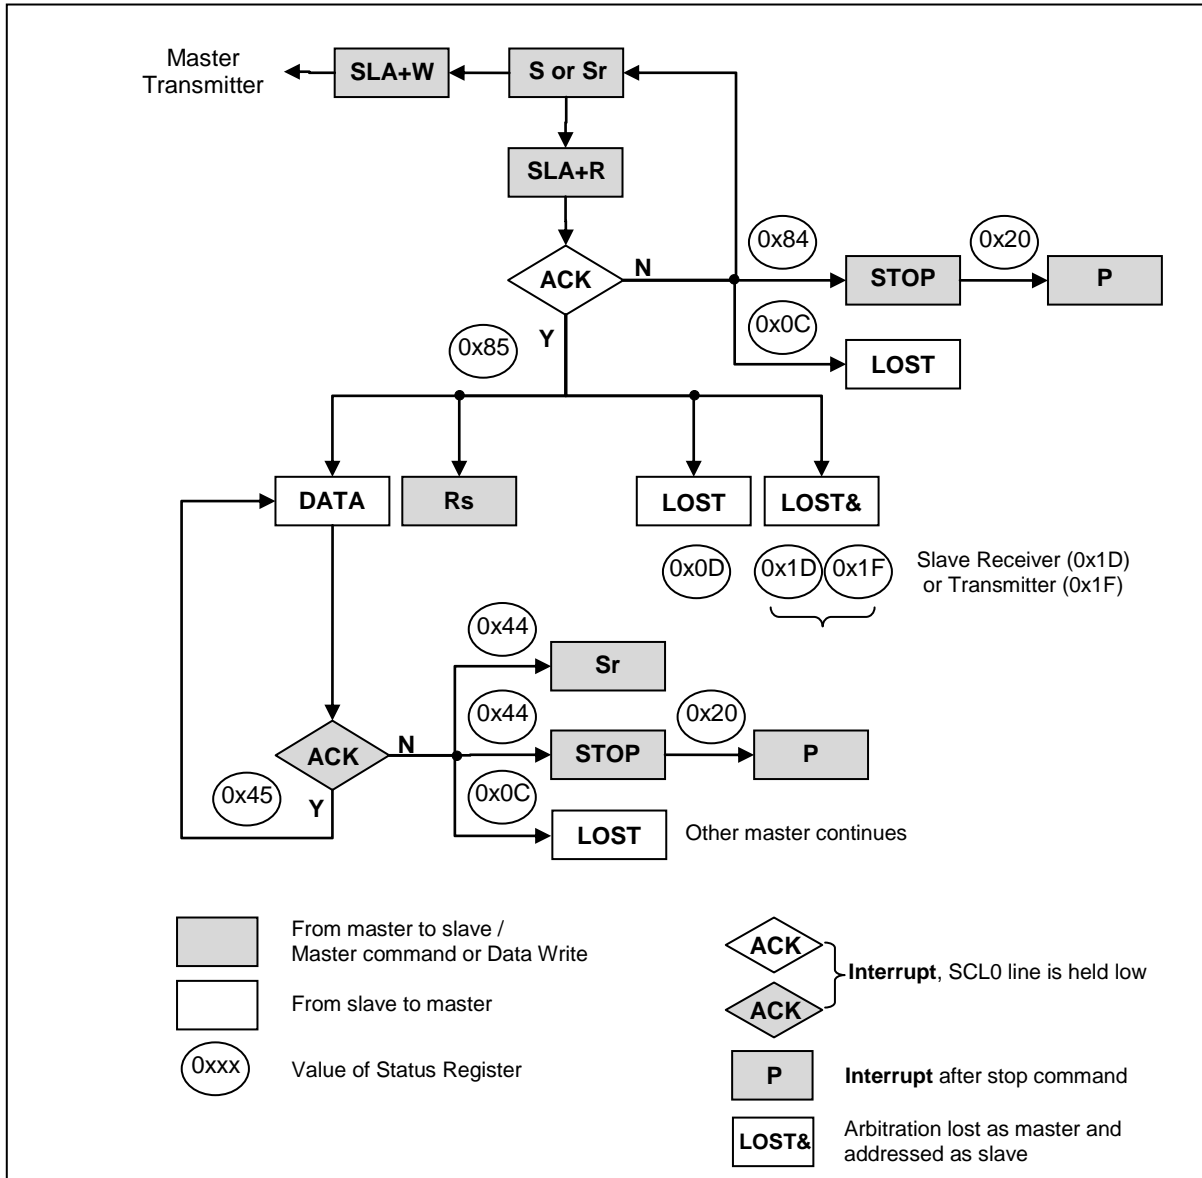 Master
Transmitter
SLA+W
S or Sr
SLA+R
ACK
N
Y
0x84
STOP
0x20
P
0x0C
LOST
0x85
DATA
Rs
LOST
LOST&
0x0D
0x1D
0x1F
Slave Receiver (0x1D)
or Transmitter (0x1F)
0x44
Sr
ACK
N
Y
0x44
STOP
0x20
P
0x45
0x0C
LOST
Other master continues
From master to slave /
Master command or Data Write
From slave to master
0xxx
Value of Status Register
ACK
ACK
Interrupt, SCL0 line is held low
P
Interrupt after stop command
LOST&
Arbitration lost as master and
addressed as slave